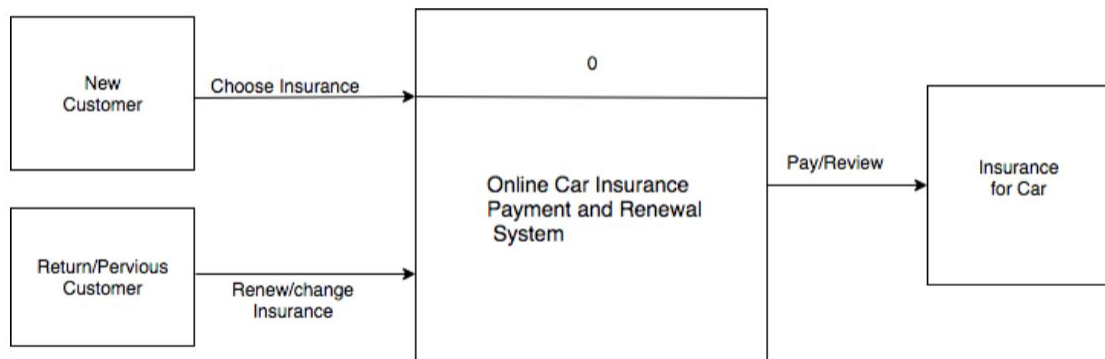 New
Customer
Choose Insurance
0
Online Car Insurance
Payment and Renewal
System
Pay/Review
Insurance
for Car
Return/Pervious
Customer
Renew/change
Insurance